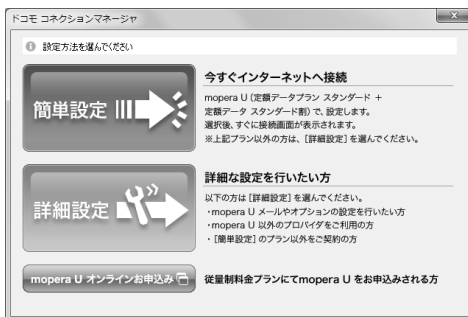 ドコモ コネクションマネージャ
設定方法を選んでください
簡単設定
今すぐインターネットへ接続
mopera U（定額データプラン スタンダード ＋
定額データ スタンダード割）で、設定します。
選択後、すぐに接続画面が表示されます。
※上記プラン以外の方は、［詳細設定］を選んでください。
詳細設定
詳細な設定を行いたい方
以下の方は［詳細設定］を選んでください。
・mopera U メールやオプションの設定を行いたい方
・mopera U 以外のプロバイダをご利用の方
・［簡単設定］のプラン以外をご契約の方
mopera U オンラインお申込み
従量制料金プランにてmopera U をお申込みされる方